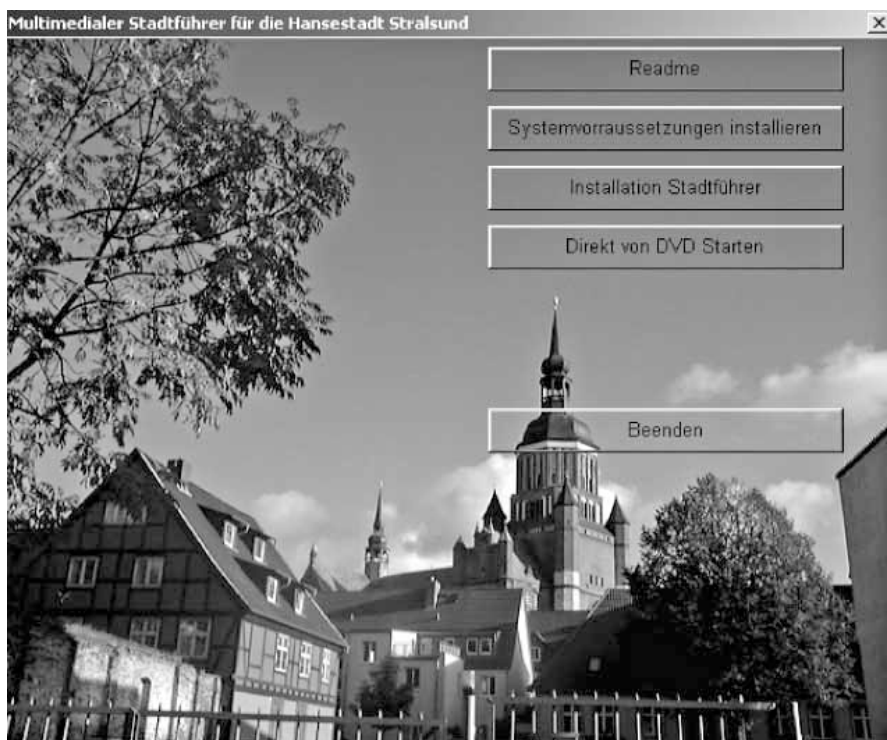 Multimedialer Stadtführer für die Hansestadt Stralsund
Readme
Systemvorraussetzungen installieren
Installation Stadtführer
Direkt von DVD Starten
Beenden